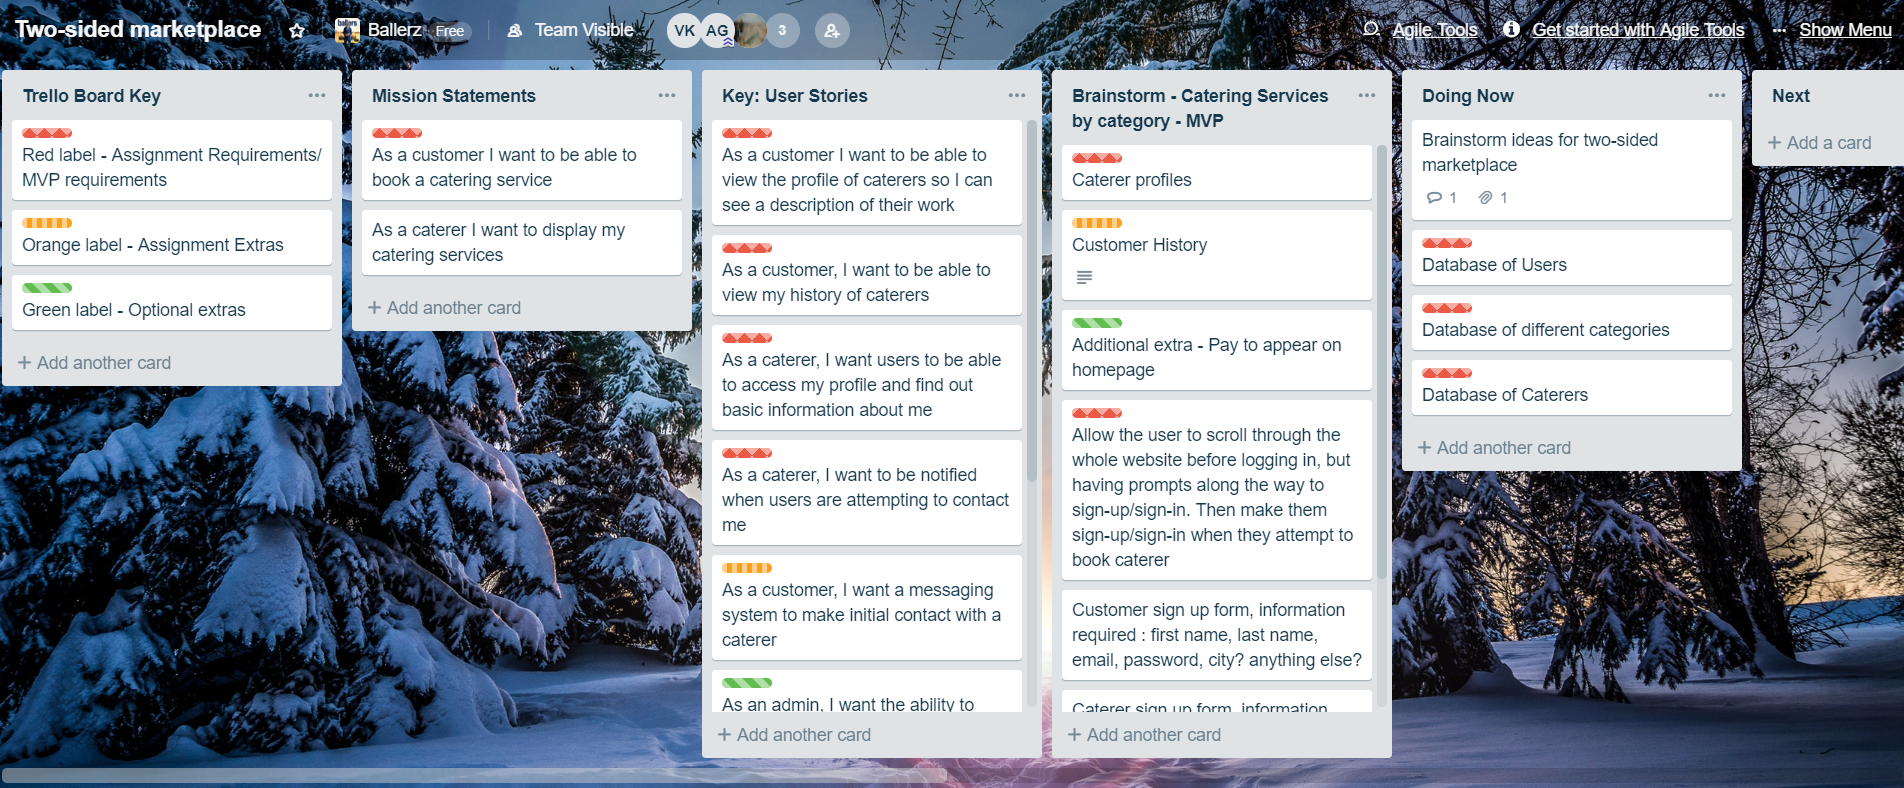 Two-sided marketplace
Ballerz Free
Team Visible
VK AG 3
Agile Tools
Get started with Agile Tools
Show Menu
Trello Board Key
Red label - Assignment Requirements/
MVP requirements
Orange label - Assignment Extras
Green label - Optional extras
+ Add another card
Mission Statements
As a customer I want to be able to
book a catering service
As a caterer I want to display my
catering services
+ Add another card
Key: User Stories
As a customer I want to be able to
view the profile of caterers so I can
see a description of their work
As a customer, I want to be able to
view my history of caterers
As a caterer, I want users to be able
to access my profile and find out
basic information about me
As a caterer, I want to be notified
when users are attempting to contact
me
As a customer, I want a messaging
system to make initial contact with a
caterer
As an admin, I want the ability to
+ Add another card
Brainstorm - Catering Services
by category - MVP
Caterer profiles
Customer History
Additional extra - Pay to appear on
homepage
Allow the user to scroll through the
whole website before logging in, but
having prompts along the way to
sign-up/sign-in. Then make them
sign-up/sign-in when they attempt to
book caterer
Customer sign up form, information
required : first name, last name,
email, password, city? anything else?
Caterer sign up form, information
+ Add another card
Doing Now
Brainstorm ideas for two-sided
marketplace
1 1
Database of Users
Database of different categories
Database of Caterers
+ Add another card
Next
+ Add a card